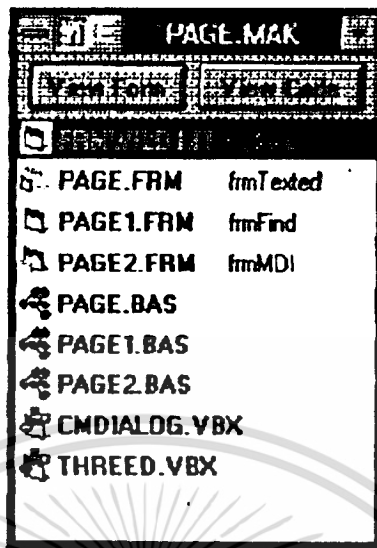 PAGE.MAK
View Form View Code
PAGE.FRM frmTexted
PAGE1.FRM frmFind
PAGE2.FRM frmMDI
PAGE.BAS
PAGE1.BAS
PAGE2.BAS
CMDIALOG.VBX
THREED.VBX